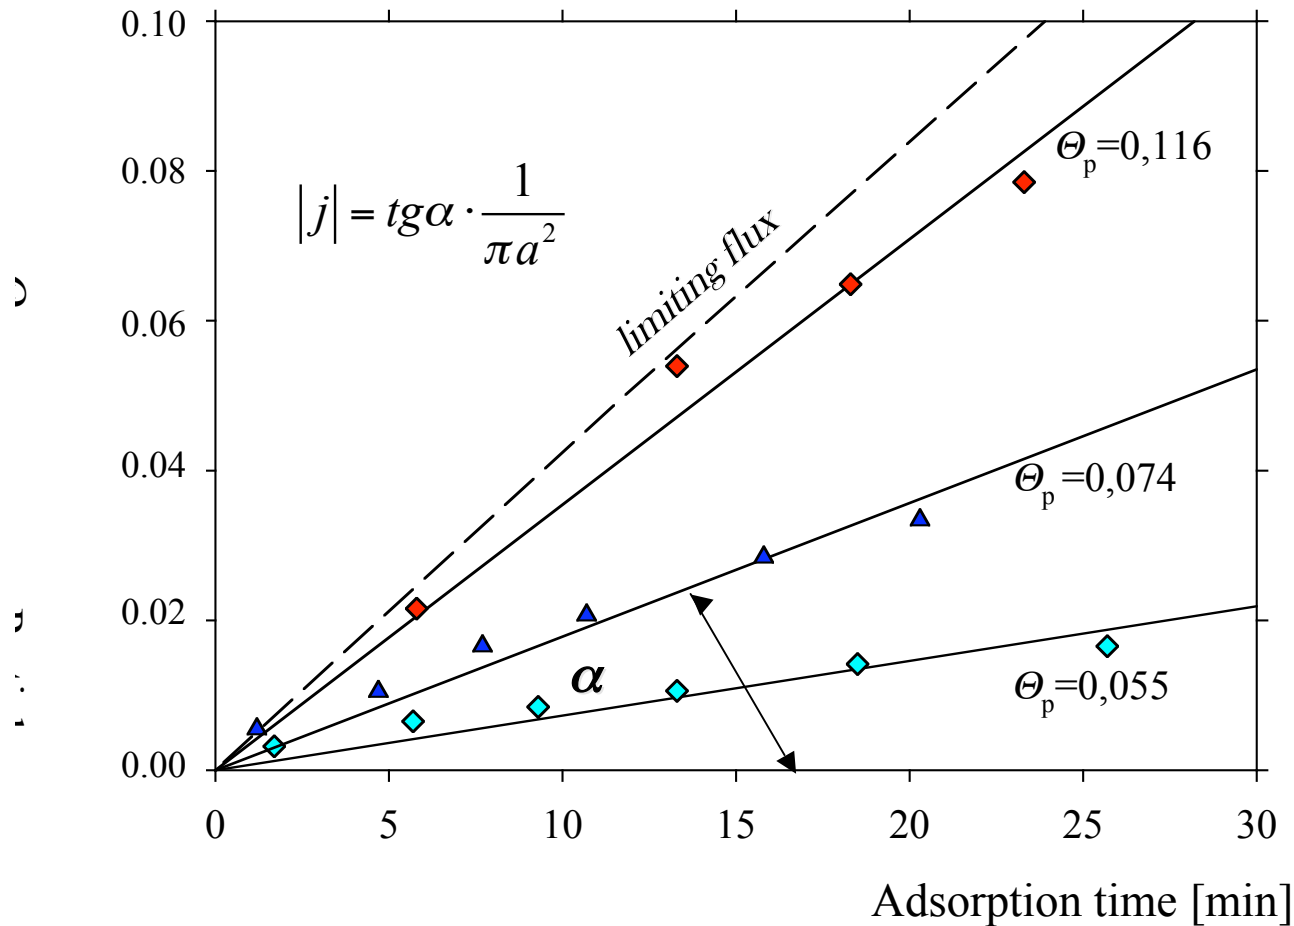 0.10
0.08
0.06
0.04
0.02
0.00
|j| = tgα · 1/πa²
limiting flux
Θp=0,116
Θp=0,074
α
Θp=0,055
0 5 10 15 20 25 30
Adsorption time [min]